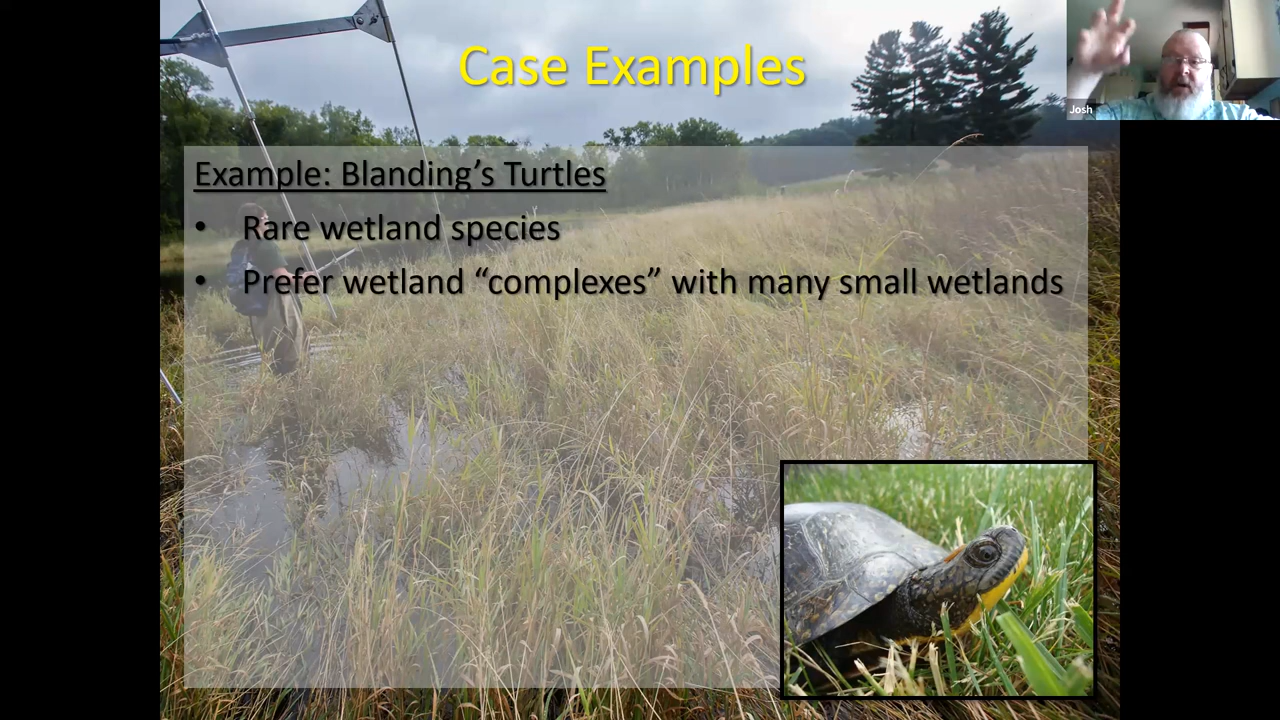 Case Examples
Josh
Example: Blanding’s Turtles
• Rare wetland species
• Prefer wetland “complexes” with many small wetlands